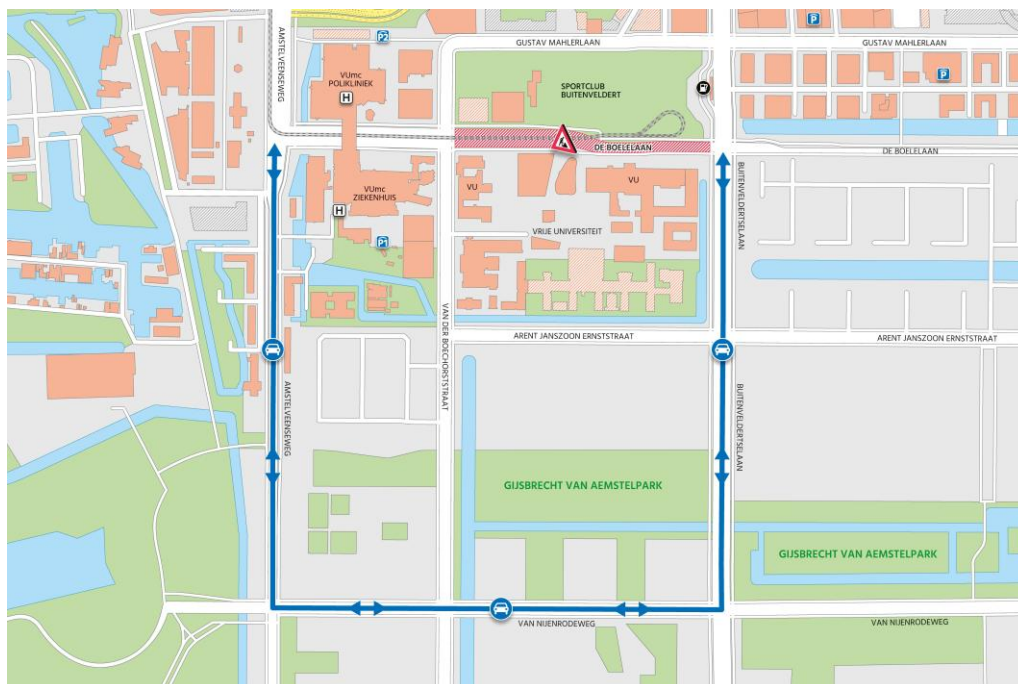 AMSTELVEENSEWEG
P2
GUSTAV MAHLERLAAN
GUSTAV MAHLERLAAN
P
P
VUmc
POLIKLINIEK
H
SPORTCLUB
BUITENVELDERT
DE BOELELAAN
DE BOELELAAN
VUmc
ZIEKENHUIS
H
VU
VU
P1
VRIJE UNIVERSITEIT
BUITENVELDERTSELAAN
VAN DER BOECHORSTSTRAAT
ARENT JANSZOON ERNSTSTRAAT
ARENT JANSZOON ERNSTSTRAAT
AMSTELVEENSEWEG
BUITENVELDERTSELAAN
GIJSBRECHT VAN AEMSTELPARK
GIJSBRECHT VAN AEMSTELPARK
VAN NIJENRODEWEG
VAN NIJENRODEWEG